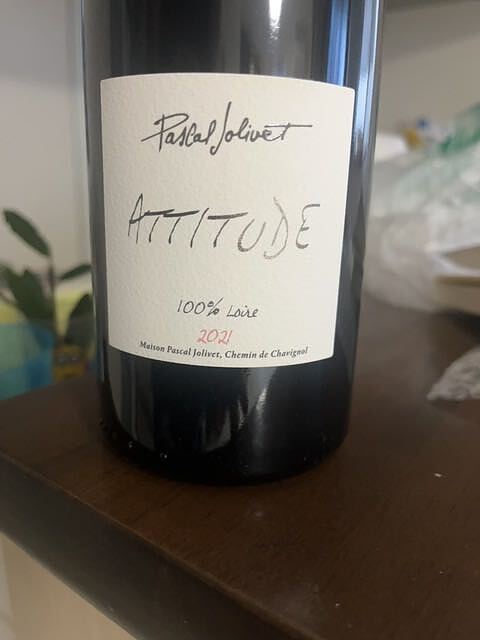 Pascal Jolivet
ATTITUDE
100% Loire
2021
Maison Pascal Jolivet, Chemin de Chavignol